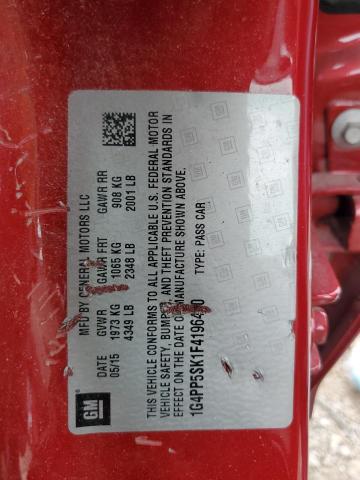 MFD BY GENERAL MOTORS LLC
DATE GVWR GAWR FRT GAWR RR
05/15 1973 KG 1065 KG 908 KG
4349 LB 2348 LB 2001 LB
THIS VEHICLE CONFORMS TO ALL APPLICABLE U.S. FEDERAL MOTOR
VEHICLE SAFETY, BUMPER, AND THEFT PREVENTION STANDARDS IN
EFFECT ON THE DATE OF MANUFACTURE SHOWN ABOVE.
TYPE: PASS CAR
GM